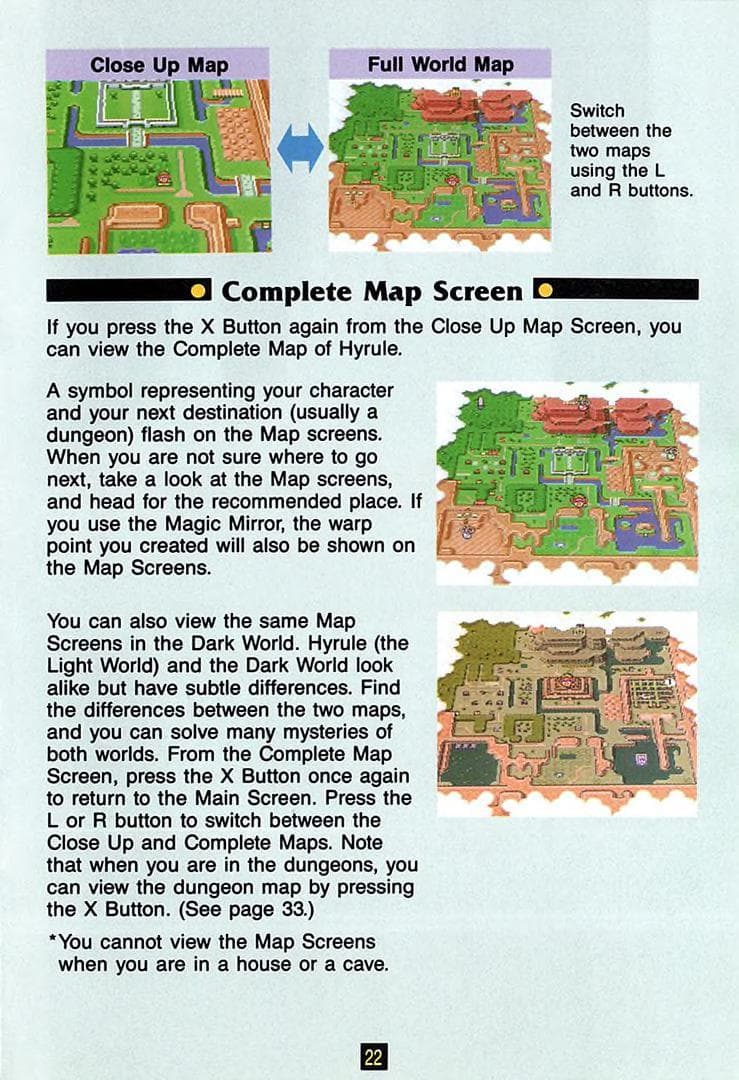 Close Up Map
Full World Map
Switch
between the
two maps
using the L
and R buttons.
Complete Map Screen
If you press the X Button again from the Close Up Map Screen, you
can view the Complete Map of Hyrule.
A symbol representing your character
and your next destination (usually a
dungeon) flash on the Map screens.
When you are not sure where to go
next, take a look at the Map screens,
and head for the recommended place. If
you use the Magic Mirror, the warp
point you created will also be shown on
the Map Screens.
You can also view the same Map
Screens in the Dark World. Hyrule (the
Light World) and the Dark World look
alike but have subtle differences. Find
the differences between the two maps,
and you can solve many mysteries of
both worlds. From the Complete Map
Screen, press the X Button once again
to return to the Main Screen. Press the
L or R button to switch between the
Close Up and Complete Maps. Note
that when you are in the dungeons, you
can view the dungeon map by pressing
the X Button. (See page 33.)
*You cannot view the Map Screens
when you are in a house or a cave.
22